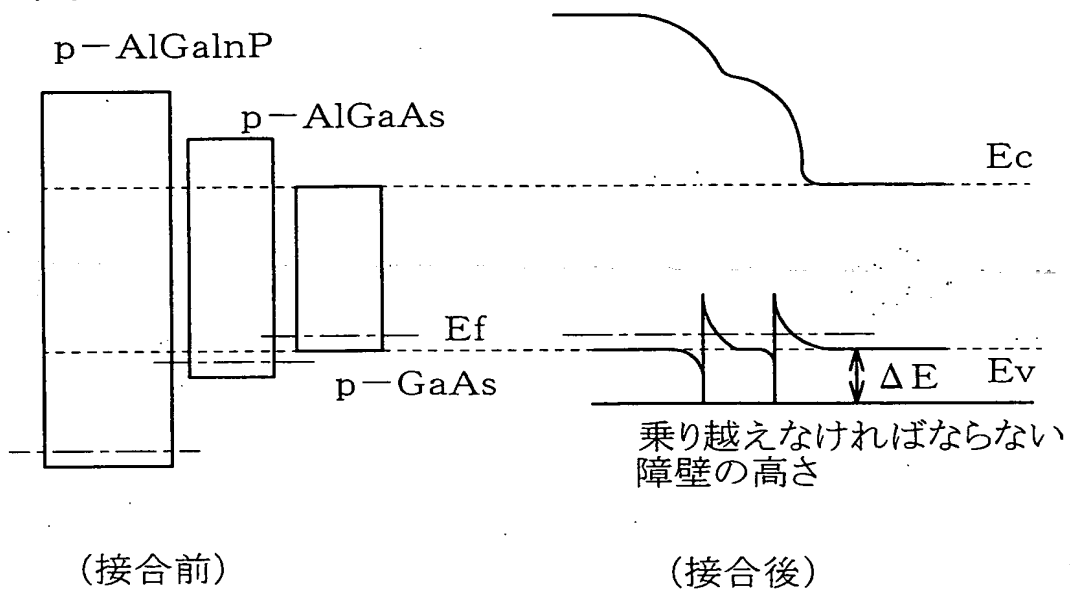 p－AlGaInP
p－AlGaAs
Ec
Ef
p－GaAs
ΔE
Ev
乗り越えなければならない
障壁の高さ
(接合前)
(接合後)